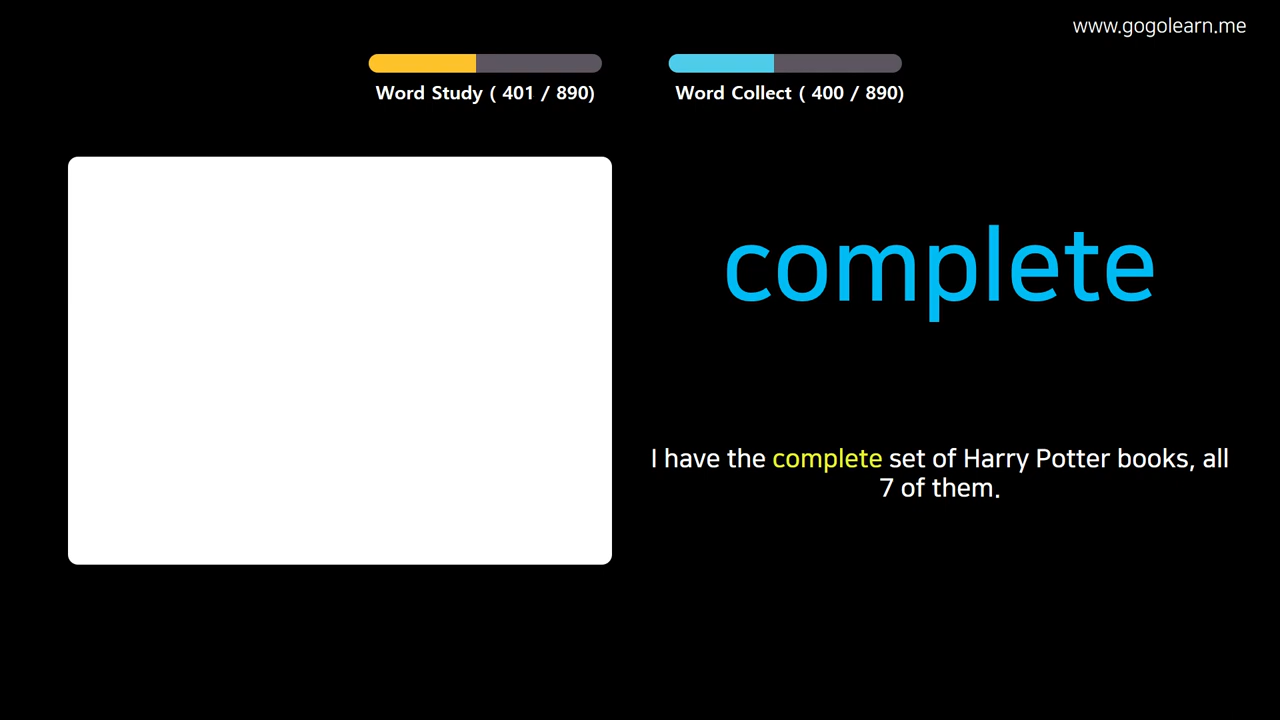 www.gogolearn.me
Word Study ( 401 / 890)
Word Collect ( 400 / 890)
complete
I have the complete set of Harry Potter books, all
7 of them.